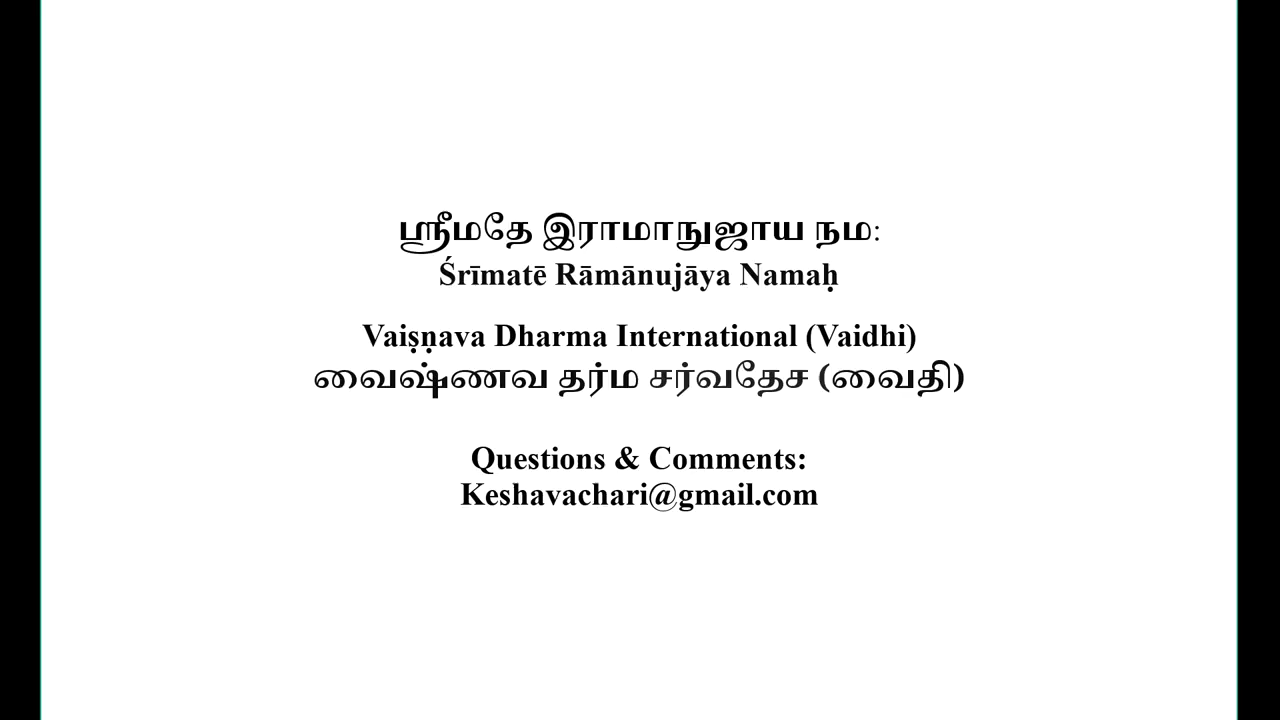 ஸ்ரீமதே இராமாநுஜாய நம:
Śrīmatē Rāmānujāya Namaḥ
Vaiṣṇava Dharma International (Vaidhi)
வைஷ்ணவ தர்ம சர்வதேச (வைதி)
Questions & Comments:
Keshavachari@gmail.com